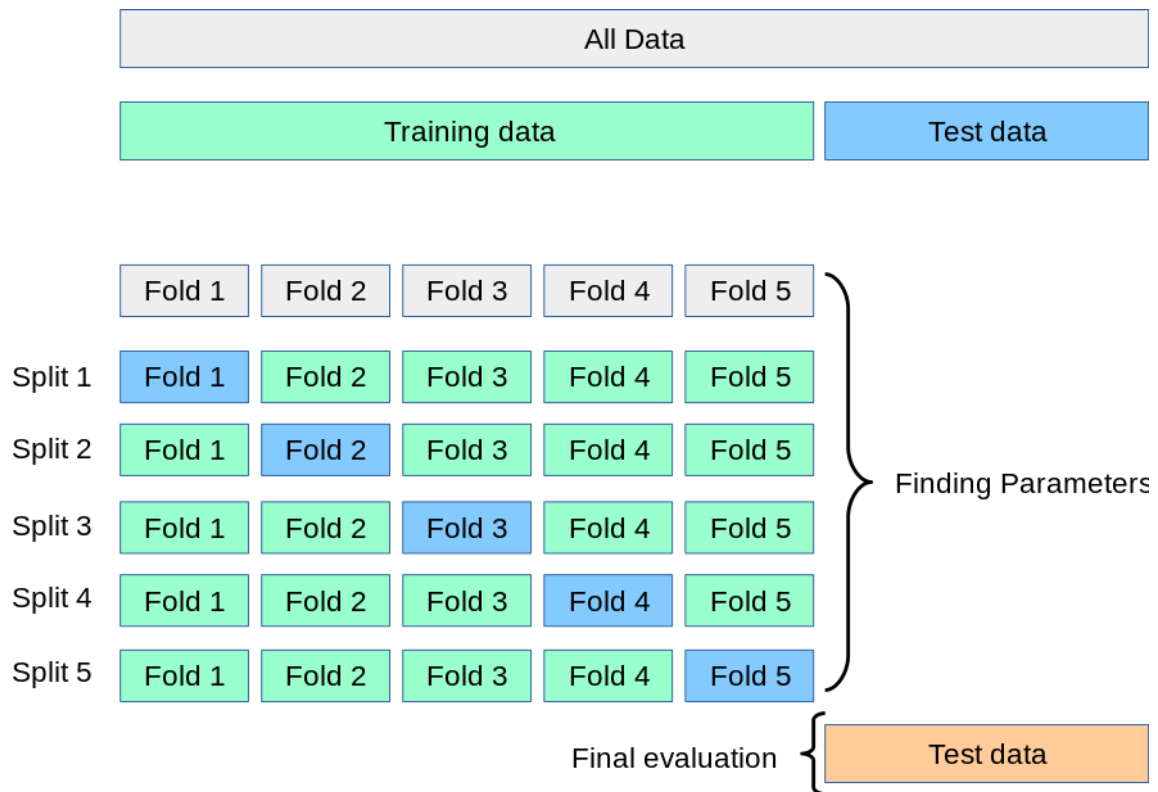 All Data
Training data Test data
Fold 1 Fold 2 Fold 3 Fold 4 Fold 5
Split 1 Fold 1 Fold 2 Fold 3 Fold 4 Fold 5
Split 2 Fold 1 Fold 2 Fold 3 Fold 4 Fold 5
Finding Parameters
Split 3 Fold 1 Fold 2 Fold 3 Fold 4 Fold 5
Split 4 Fold 1 Fold 2 Fold 3 Fold 4 Fold 5
Split 5 Fold 1 Fold 2 Fold 3 Fold 4 Fold 5
Final evaluation Test data